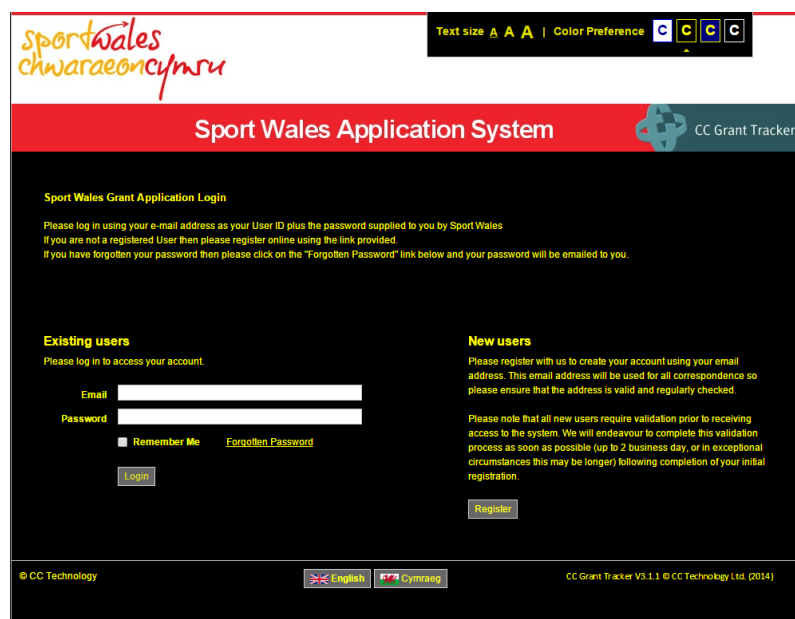 sportwales
chwaraeoncymru
Text size A A A | Color Preference C C C C
Sport Wales Application System
CC Grant Tracker
Sport Wales Grant Application Login
Please log in using your e-mail address as your User ID plus the password supplied to you by Sport Wales
If you are not a registered User then please register online using the link provided.
If you have forgotten your password then please click on the "Forgotten Password" link below and your password will be emailed to you.
Existing users
Please log in to access your account.
Email
Password
Remember Me Forgotten Password
Login
New users
Please register with us to create your account using your email
address. This email address will be used for all correspondence so
please ensure that the address is valid and regularly checked.
Please note that all new users require validation prior to receiving
access to the system. We will endeavour to complete this validation
process as soon as possible (up to 2 business day, or in exceptional
circumstances this may be longer) following completion of your initial
registration.
Register
© CC Technology
English Cymraeg
CC Grant Tracker V3.1.1 © CC Technology Ltd. (2014)